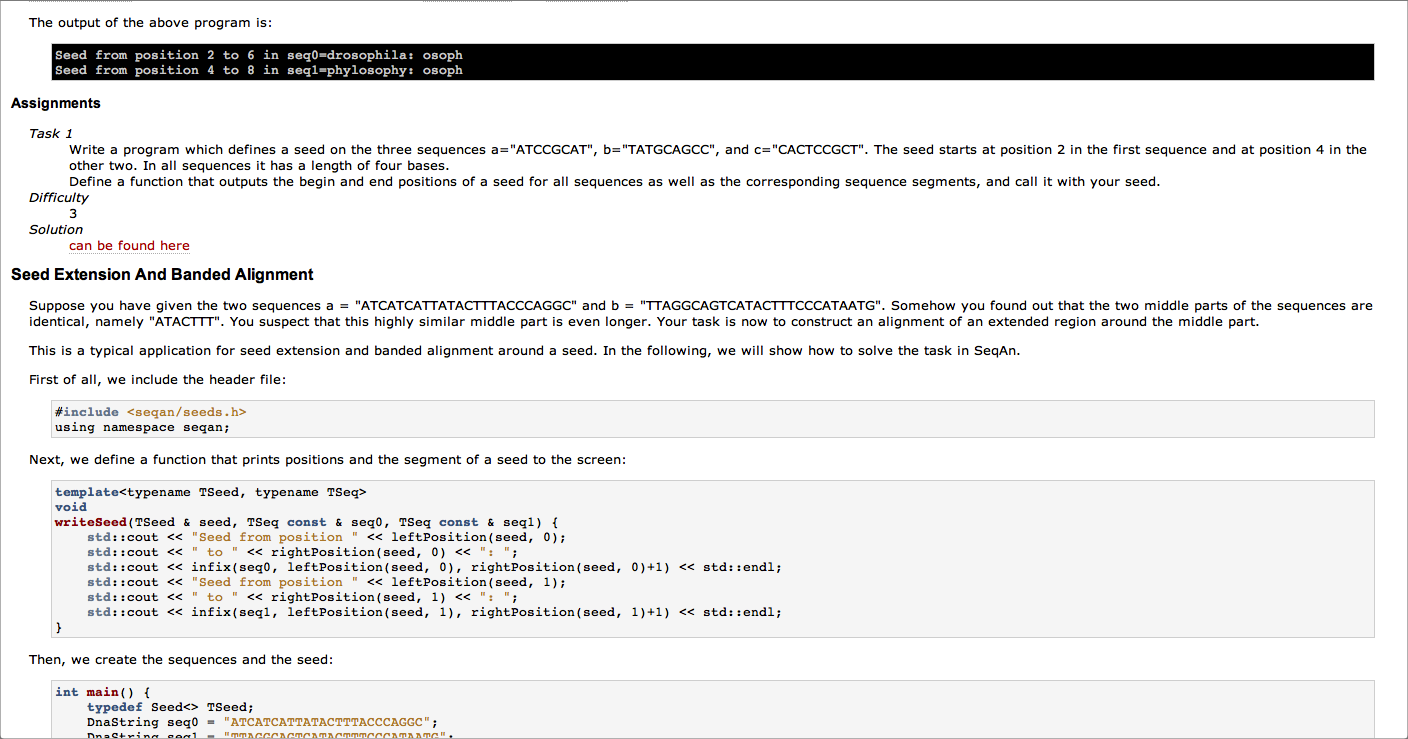 The output of the above program is:
Seed from position 2 to 6 in seq0=drosophila: osoph
Seed from position 4 to 8 in seq1=phylosophy: osoph
Assignments
Task 1
Write a program which defines a seed on the three sequences a="ATCCGCAT", b="TATGCAGCC", and c="CACTCCGCT". The seed starts at position 2 in the first sequence and at position 4 in the
other two. In all sequences it has a length of four bases.
Define a function that outputs the begin and end positions of a seed for all sequences as well as the corresponding sequence segments, and call it with your seed.
Difficulty
3
Solution
can be found here
Seed Extension And Banded Alignment
Suppose you have given the two sequences a = "ATCATCATTATACTTTACCCAGGC" and b = "TTAGGCAGTCATACTTTCCCATAATG". Somehow you found out that the two middle parts of the sequences are
identical, namely "ATACTTT". You suspect that this highly similar middle part is even longer. Your task is now to construct an alignment of an extended region around the middle part.
This is a typical application for seed extension and banded alignment around a seed. In the following, we will show how to solve the task in SeqAn.
First of all, we include the header file:
#include <seqan/seeds.h>
using namespace seqan;
Next, we define a function that prints positions and the segment of a seed to the screen:
template<typename TSeed, typename TSeq>
void
writeSeed(TSeed & seed, TSeq const & seq0, TSeq const & seq1) {
    std::cout << "Seed from position " << leftPosition(seed, 0);
    std::cout << " to " << rightPosition(seed, 0) << ": ";
    std::cout << infix(seq0, leftPosition(seed, 0), rightPosition(seed, 0)+1) << std::endl;
    std::cout << "Seed from position " << leftPosition(seed, 1);
    std::cout << " to " << rightPosition(seed, 1) << ": ";
    std::cout << infix(seq1, leftPosition(seed, 1), rightPosition(seed, 1)+1) << std::endl;
}
Then, we create the sequences and the seed:
int main() {
    typedef Seed<> TSeed;
    DnaString seq0 = "ATCATCATTATACTTTACCCAGGC";
    DnaString seq1 = "TTAGGCAGTCATACTTTCCCATAATG";